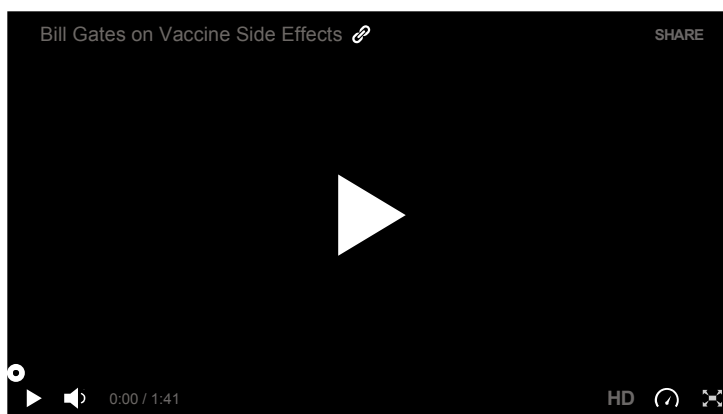 Bill Gates on Vaccine Side Effects
SHARE
0:00 / 1:41
HD